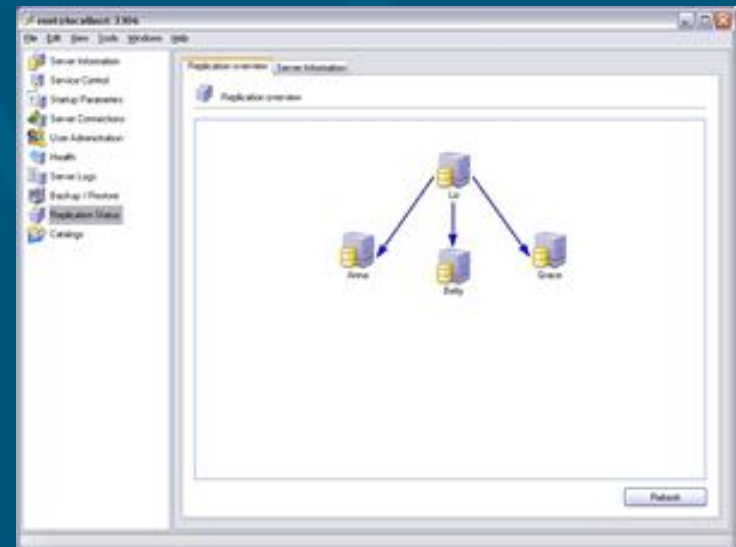 root@localhost:3306
File Edit View Tools Windows Help
Server Information
Service Control
Startup Parameters
Server Connections
User Administration
Health
Server Logs
Backup / Restore
Replication Status
Catalogs
Replication overview Server Information
Replication overview
Liz
Anna
Betty
Grace
Refresh